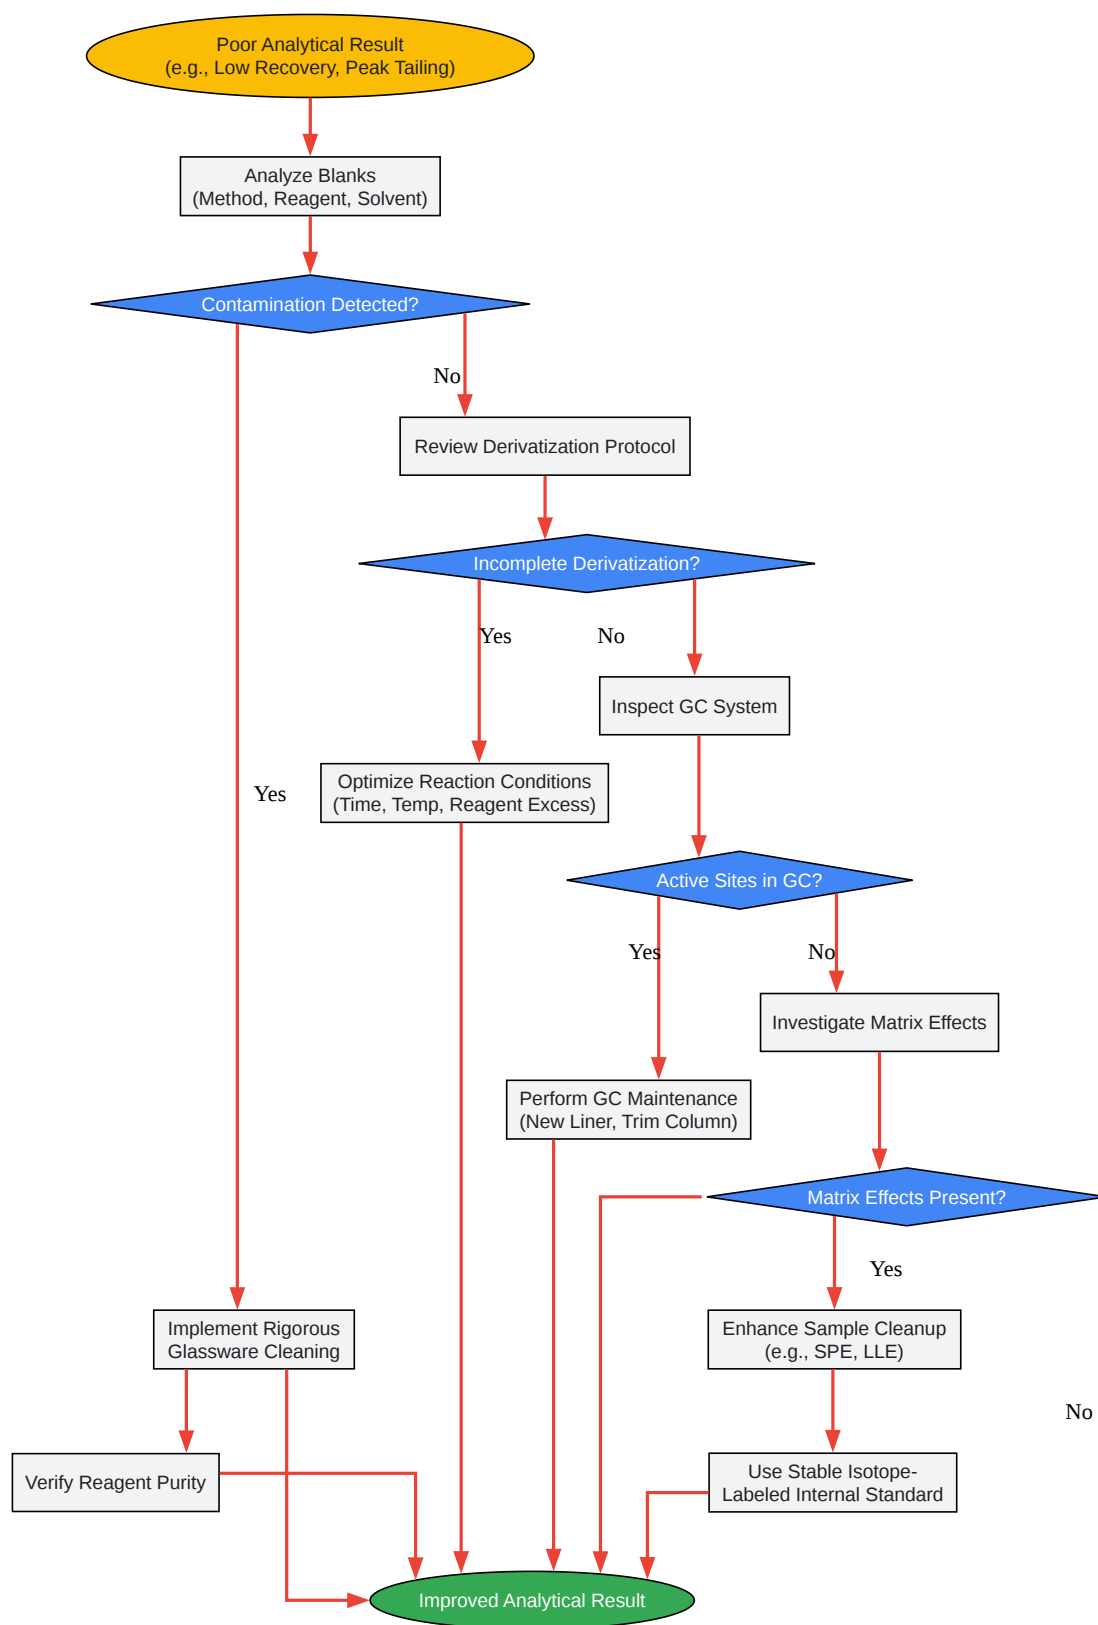 Poor Analytical Result
(e.g., Low Recovery, Peak Tailing)
Analyze Blanks
(Method, Reagent, Solvent)
Contamination Detected?
No
Review Derivatization Protocol
Incomplete Derivatization?
Yes
No
Inspect GC System
Optimize Reaction Conditions
(Time, Temp, Reagent Excess)
Yes
Active Sites in GC?
Yes
No
Investigate Matrix Effects
Perform GC Maintenance
(New Liner, Trim Column)
Matrix Effects Present?
Yes
Implement Rigorous
Glassware Cleaning
Enhance Sample Cleanup
(e.g., SPE, LLE)
No
Verify Reagent Purity
Use Stable Isotope-
Labeled Internal Standard
Improved Analytical Result